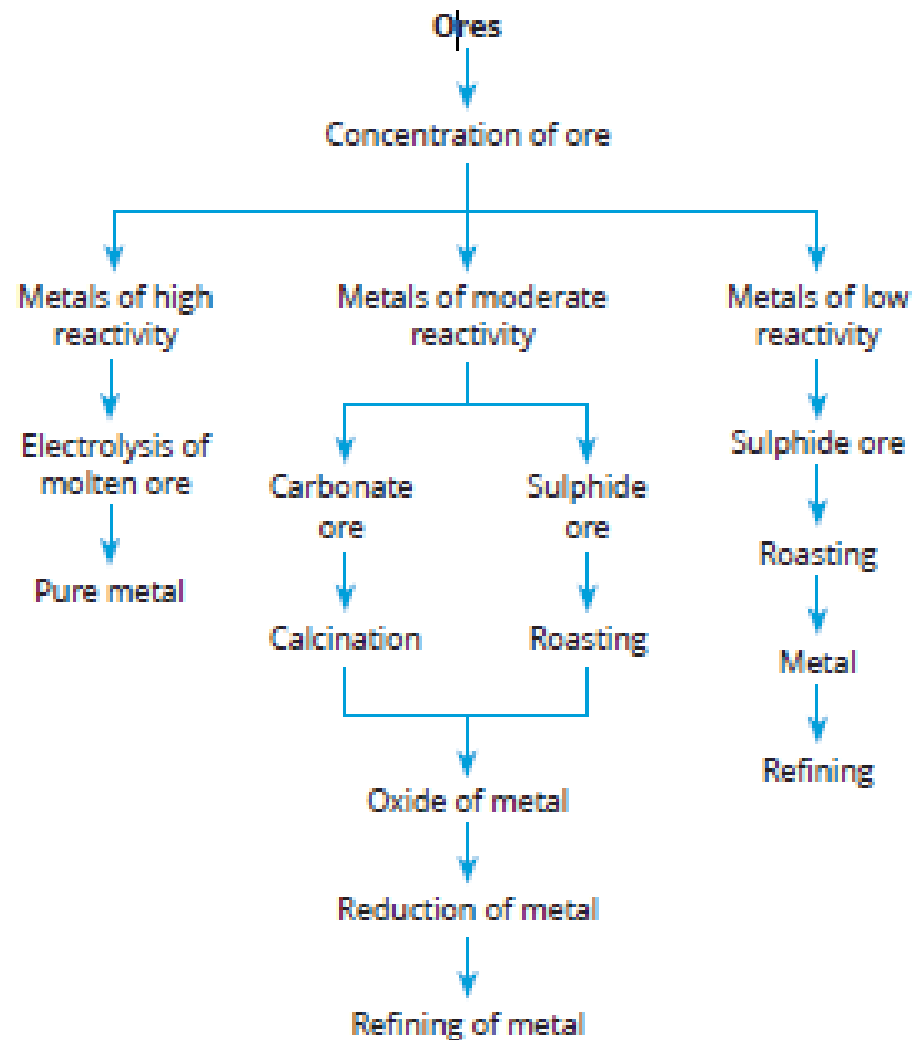 Ores
Concentration of ore
Metals of high
reactivity
Metals of moderate
reactivity
Metals of low
reactivity
Electrolysis of
molten ore
Pure metal
Carbonate
ore
Sulphide
ore
Calcination
Roasting
Oxide of metal
Reduction of metal
Refining of metal
Sulphide ore
Roasting
Metal
Refining